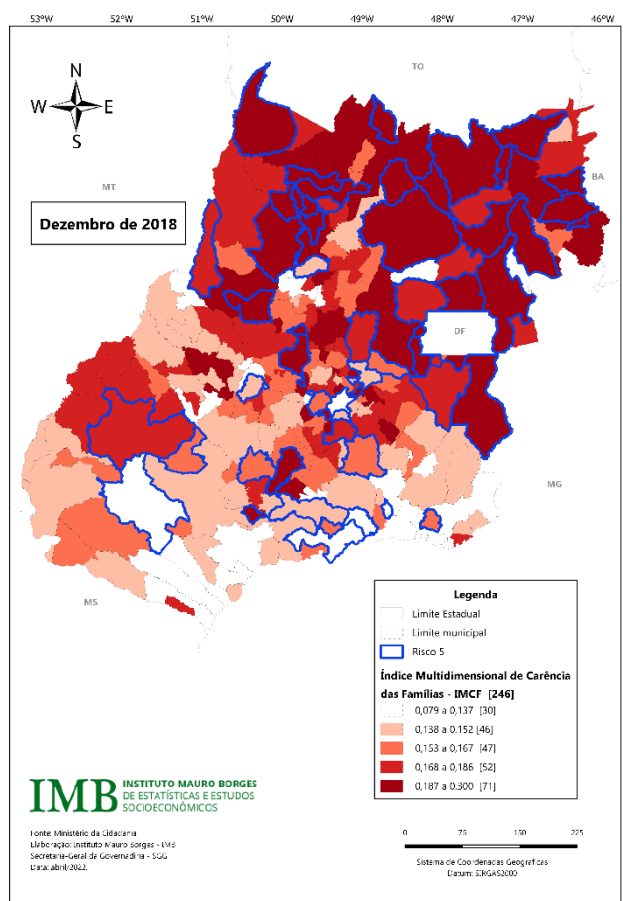 53°W 52°W 51°W 50°W 49°W 48°W 47°W 46°W
TO
N
W E
S
MT
BA
Dezembro de 2018
DF
MG
MS
Legenda
Limite Estadual
Limite municipal
Risco 5
Índice Multidimensional de Carência
das Famílias - IMCF [246]
0,079 a 0,137 [30]
0,138 a 0,152 [46]
0,153 a 0,167 [47]
0,168 a 0,186 [52]
0,187 a 0,300 [71]
IMB INSTITUTO MAURO BORGES
DE ESTATÍSTICAS E ESTUDOS
SOCIOECONÔMICOS
Fonte: Ministério da Cidadania
Elaboração: Instituto Mauro Borges - IMB
Secretaria-Geral da Governadoria - SGG
Data: abril/2022.
0 75 150 225
Sistema de Coordenadas Geográficas
Datum: SIRGAS2000